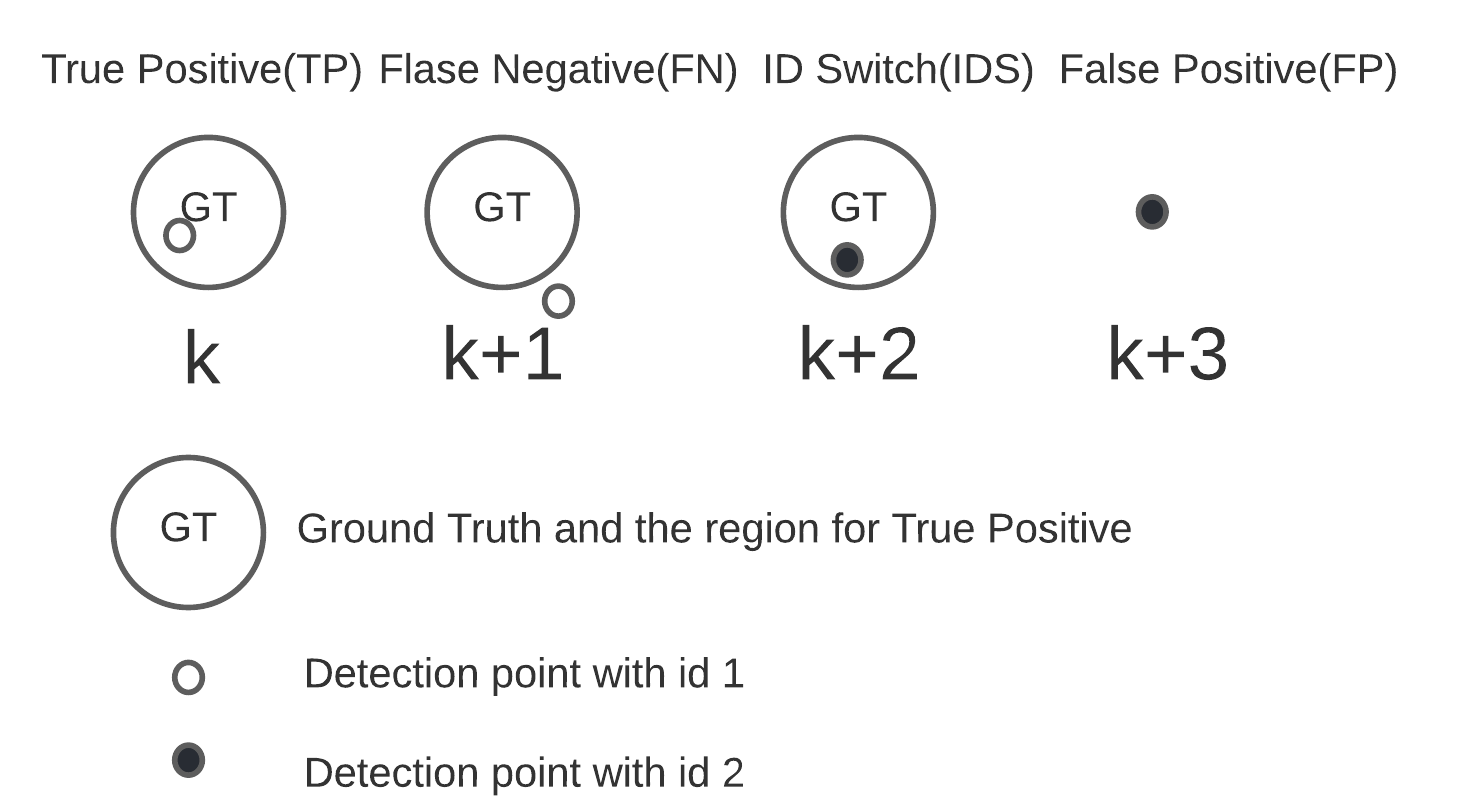 True Positive(TP) Flase Negative(FN) ID Switch(IDS) False Positive(FP)
GT GT GT
k k+1 k+2 k+3
GT Ground Truth and the region for True Positive
Detection point with id 1
Detection point with id 2